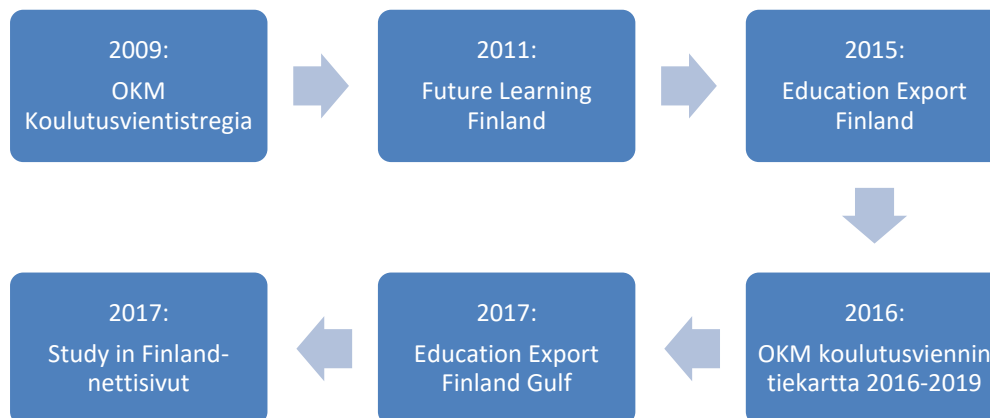 2009:
OKM
Koulutusvientistregia
2011:
Future Learning
Finland
2015:
Education Export
Finland
2016:
OKM koulutusviennin
tiekartta 2016-2019
2017:
Education Export
Finland Gulf
2017:
Study in Finland-
nettisivut